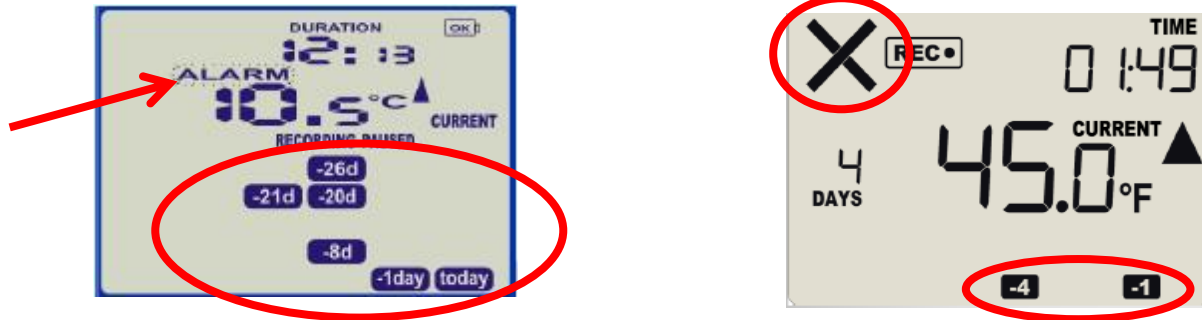 DURATION OK
12:13
ALARM
10.5°C
CURRENT
RECORDING PAUSED
-26d
-21d -20d
-8d
-1day today
REC
TIME
01:49
CURRENT
4
DAYS
45.0°F
-4 -1